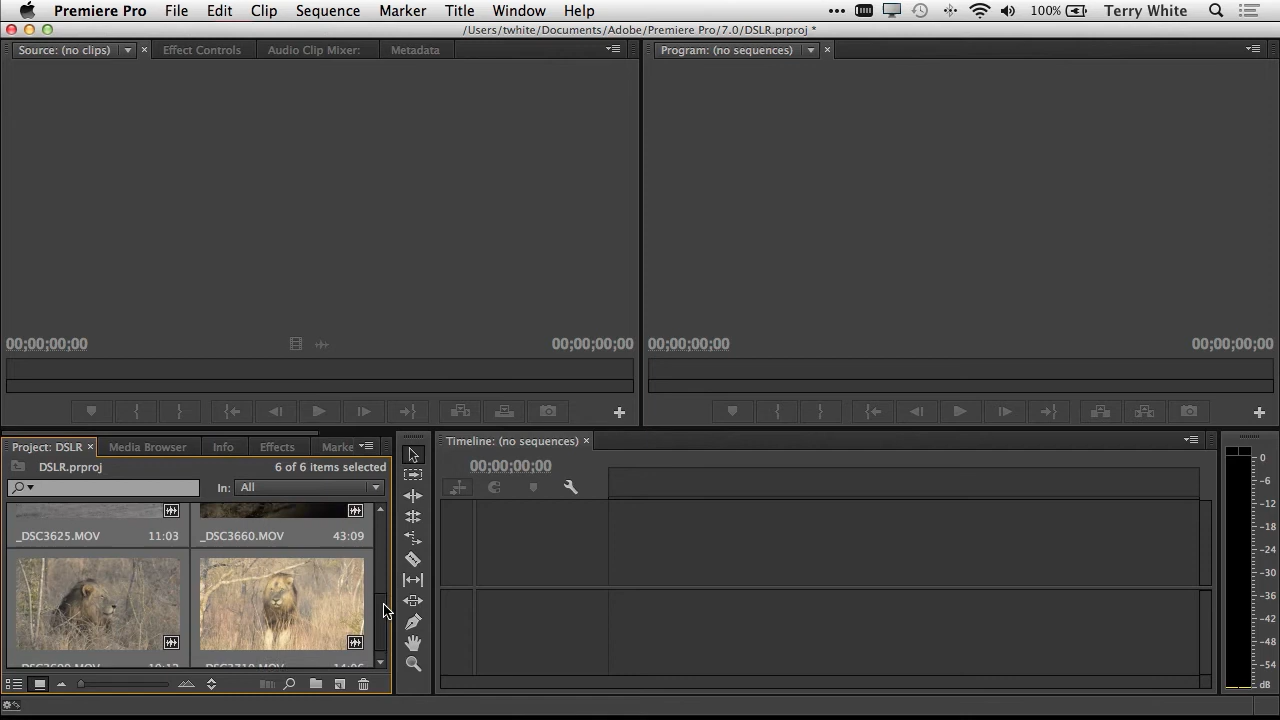 Premiere Pro File Edit Clip Sequence Marker Title Window Help 100% Terry White
/Users/twhite/Documents/Adobe/Premiere Pro/7.0/DSLR.prproj *
Source: (no clips) Effect Controls Audio Clip Mixer: Metadata Program: (no sequences)
00;00;00;00 00;00;00;00 00;00;00;00 00;00;00;00
Project: DSLR Media Browser Info Effects Marke Timeline: (no sequences)
DSLR.prproj 6 of 6 items selected 00;00;00;00
In: All
_DSC3625.MOV 11:03 _DSC3660.MOV 43:09
0
-6
-12
-18
-24
-30
-36
-42
-48
-54
dB